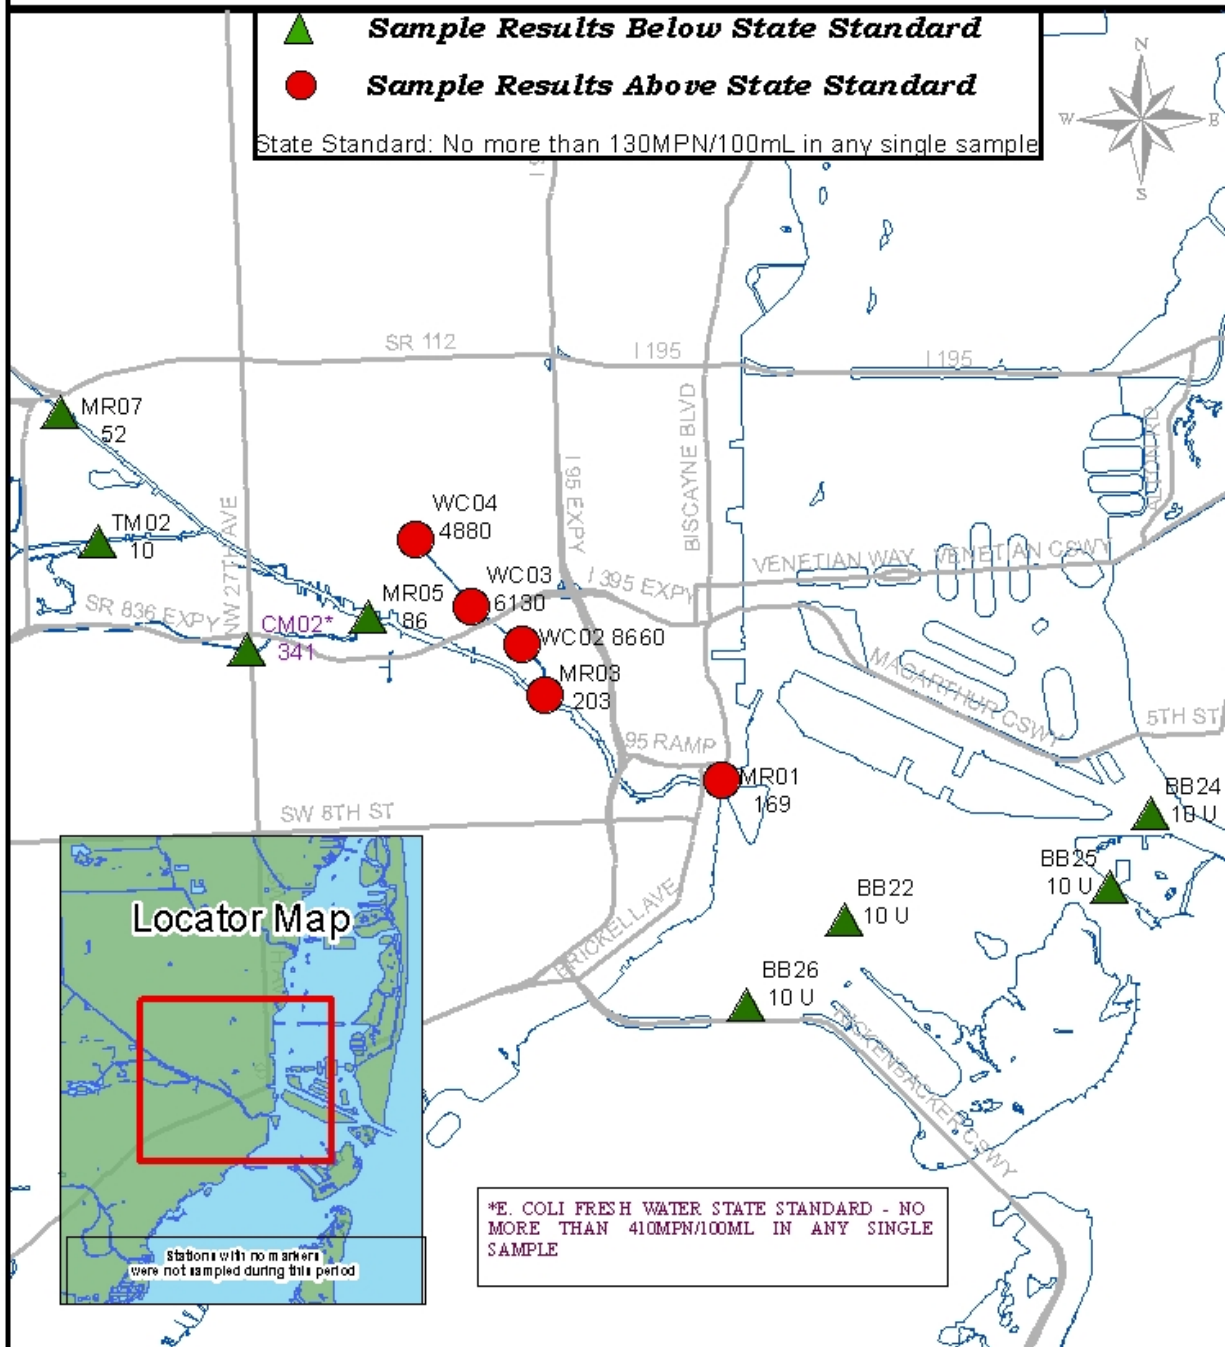 Sample Results Below State Standard
Sample Results Above State Standard
State Standard: No more than 130MPN/100mL in any single sample
N
W
E
S
SR 112
I 195
I 195
MR07
52
BISCAYNE BLVD
ALTON RD
I 95 EXPY
WC04
4880
TM02
10
NW 27TH AVE
VENETIAN WAY
VENETIAN CSWY
WC03
6130
I 395 EXPY
MR05
86
SR 836 EXPY
CM02*
341
WC02 8660
MR03
203
MACARTHUR CSWY
5TH ST
95 RAMP
MR01
169
BB24
10 U
SW 8TH ST
BB25
10 U
BB22
10 U
Locator Map
BRICKELL AVE
BB26
10 U
RICKENBACKER CSWY
*E. COLI FRESH WATER STATE STANDARD - NO
MORE THAN 410MPN/100ML IN ANY SINGLE
SAMPLE
Stations with no markers
were not sampled during this period